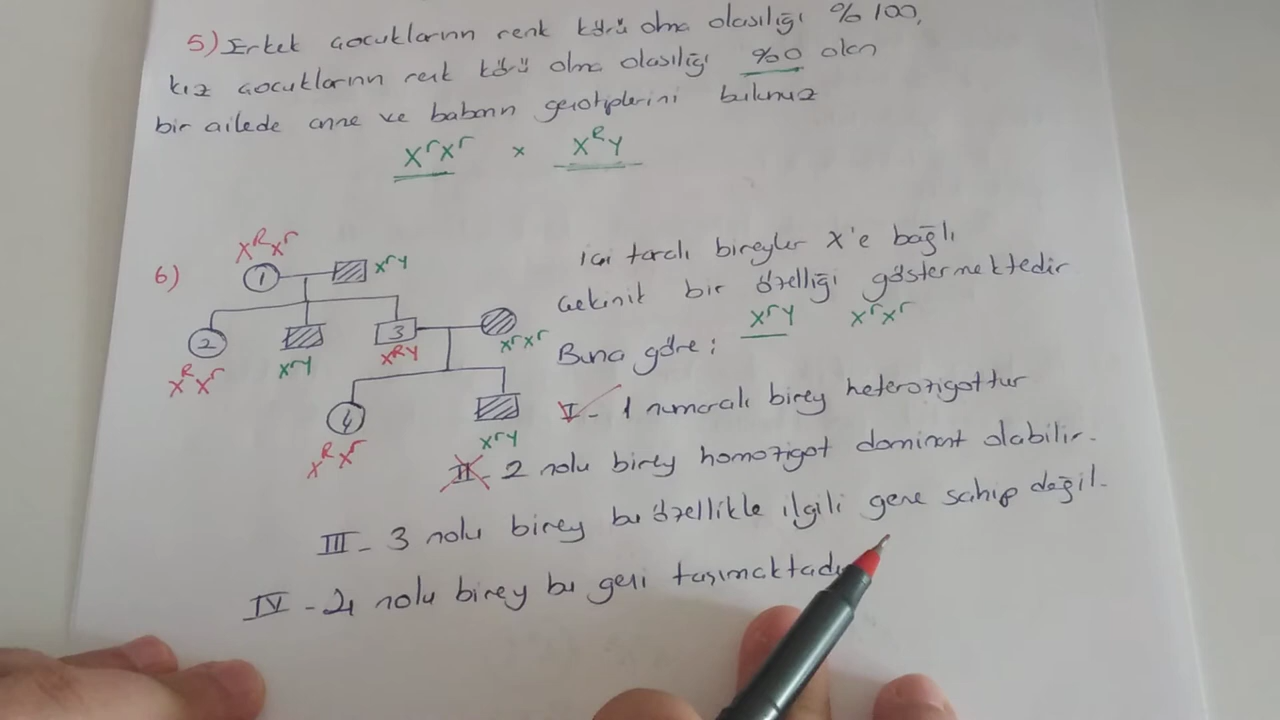 5) Erkek çocuklarının renk körü olma olasılığı % 100,
kız çocuklarının renk körü olma olasılığı %0 olan
bir ailede anne ve babanın genotiplerini bulunuz
XʳXʳ x XᴿY
6)
XᴿXʳ
1
XʳY
2
XᴿXʳ
XʳY
3
XᴿY
XʳXʳ
4
XᴿXʳ
XʳY
içi taralı bireyler X'e bağlı
çekinik bir özelliği göstermektedir
XʳY XʳXʳ
Buna göre:
I- 1 numaralı birey heterozigottur
II- 2 nolu birey homozigot dominant olabilir.
III- 3 nolu birey bu özellikle ilgili gene sahip değil.
IV- 4 nolu birey bu geni taşımaktadır